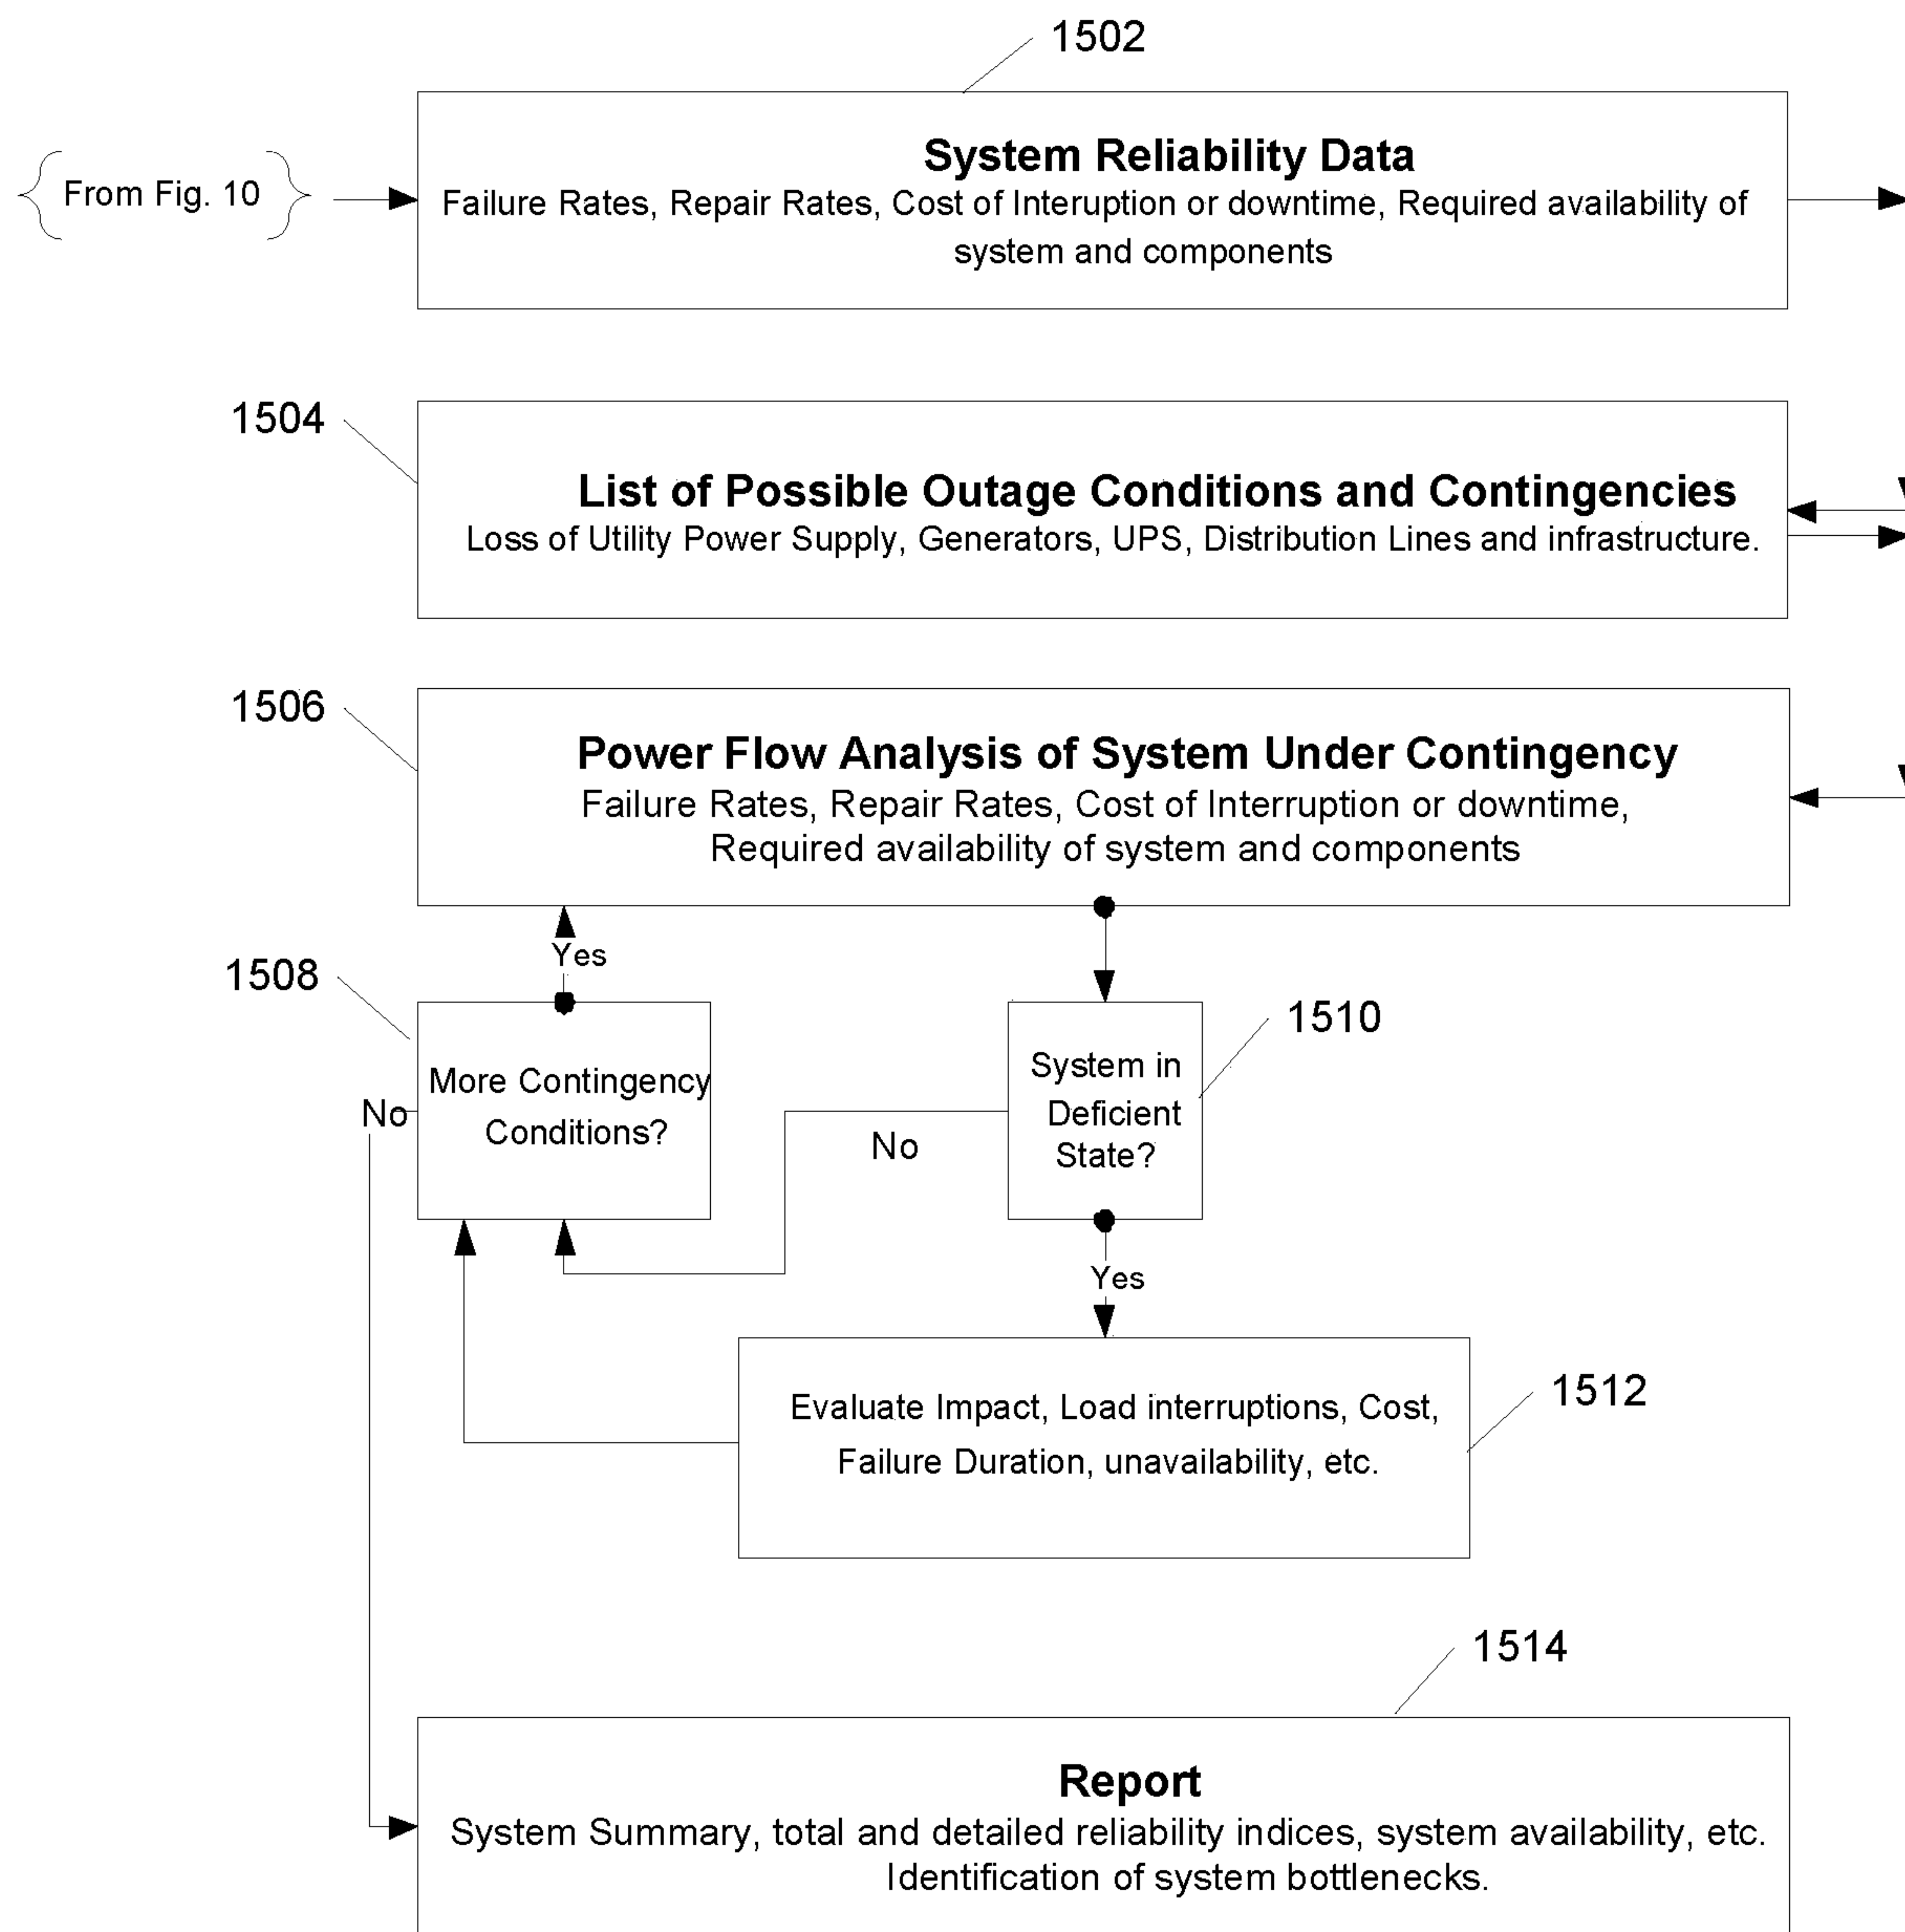 1502
System Reliability Data
From Fig. 10
Failure Rates, Repair Rates, Cost of Interuption or downtime, Required availability of
system and components
1504
List of Possible Outage Conditions and Contingencies
Loss of Utility Power Supply, Generators, UPS, Distribution Lines and infrastructure.
1506
Power Flow Analysis of System Under Contingency
Failure Rates, Repair Rates, Cost of Interruption or downtime,
Required availability of system and components
Yes
1508
1510
More Contingency
Conditions?
No
System in
Deficient
State?
No
Yes
1512
Evaluate Impact, Load interruptions, Cost,
Failure Duration, unavailability, etc.
1514
Report
System Summary, total and detailed reliability indices, system availability, etc.
Identification of system bottlenecks.